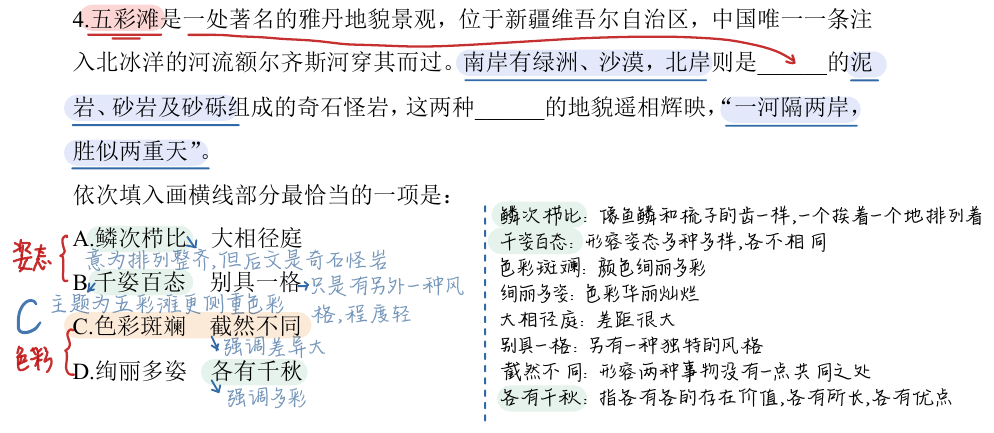 4.五彩滩是一处著名的雅丹地貌景观，位于新疆维吾尔自治区，中国唯一一条注
入北冰洋的河流额尔齐斯河穿其而过。南岸有绿洲、沙漠，北岸则是______的泥
岩、砂岩及砂砾组成的奇石怪岩，这两种______的地貌遥相辉映，“一河隔两岸，
胜似两重天”。
依次填入画横线部分最恰当的一项是：
姿态
A.鳞次栉比 大相径庭
意为排列整齐,但后文是奇石怪岩
B.千姿百态 别具一格
只是有另外一种风
格,程度轻
主题为五彩滩更侧重色彩
C
C.色彩斑斓 截然不同
强调差异大
色彩
D.绚丽多姿 各有千秋
强调多彩
鳞次栉比：像鱼鳞和梳子的齿一样,一个挨着一个地排列着
千姿百态：形容姿态多种多样,各不相同
色彩斑斓：颜色绚丽多彩
绚丽多姿：色彩华丽灿烂
大相径庭：差距很大
别具一格：另有一种独特的风格
截然不同：形容两种事物没有一点共同之处
各有千秋：指各有各的存在价值,各有所长,各有优点